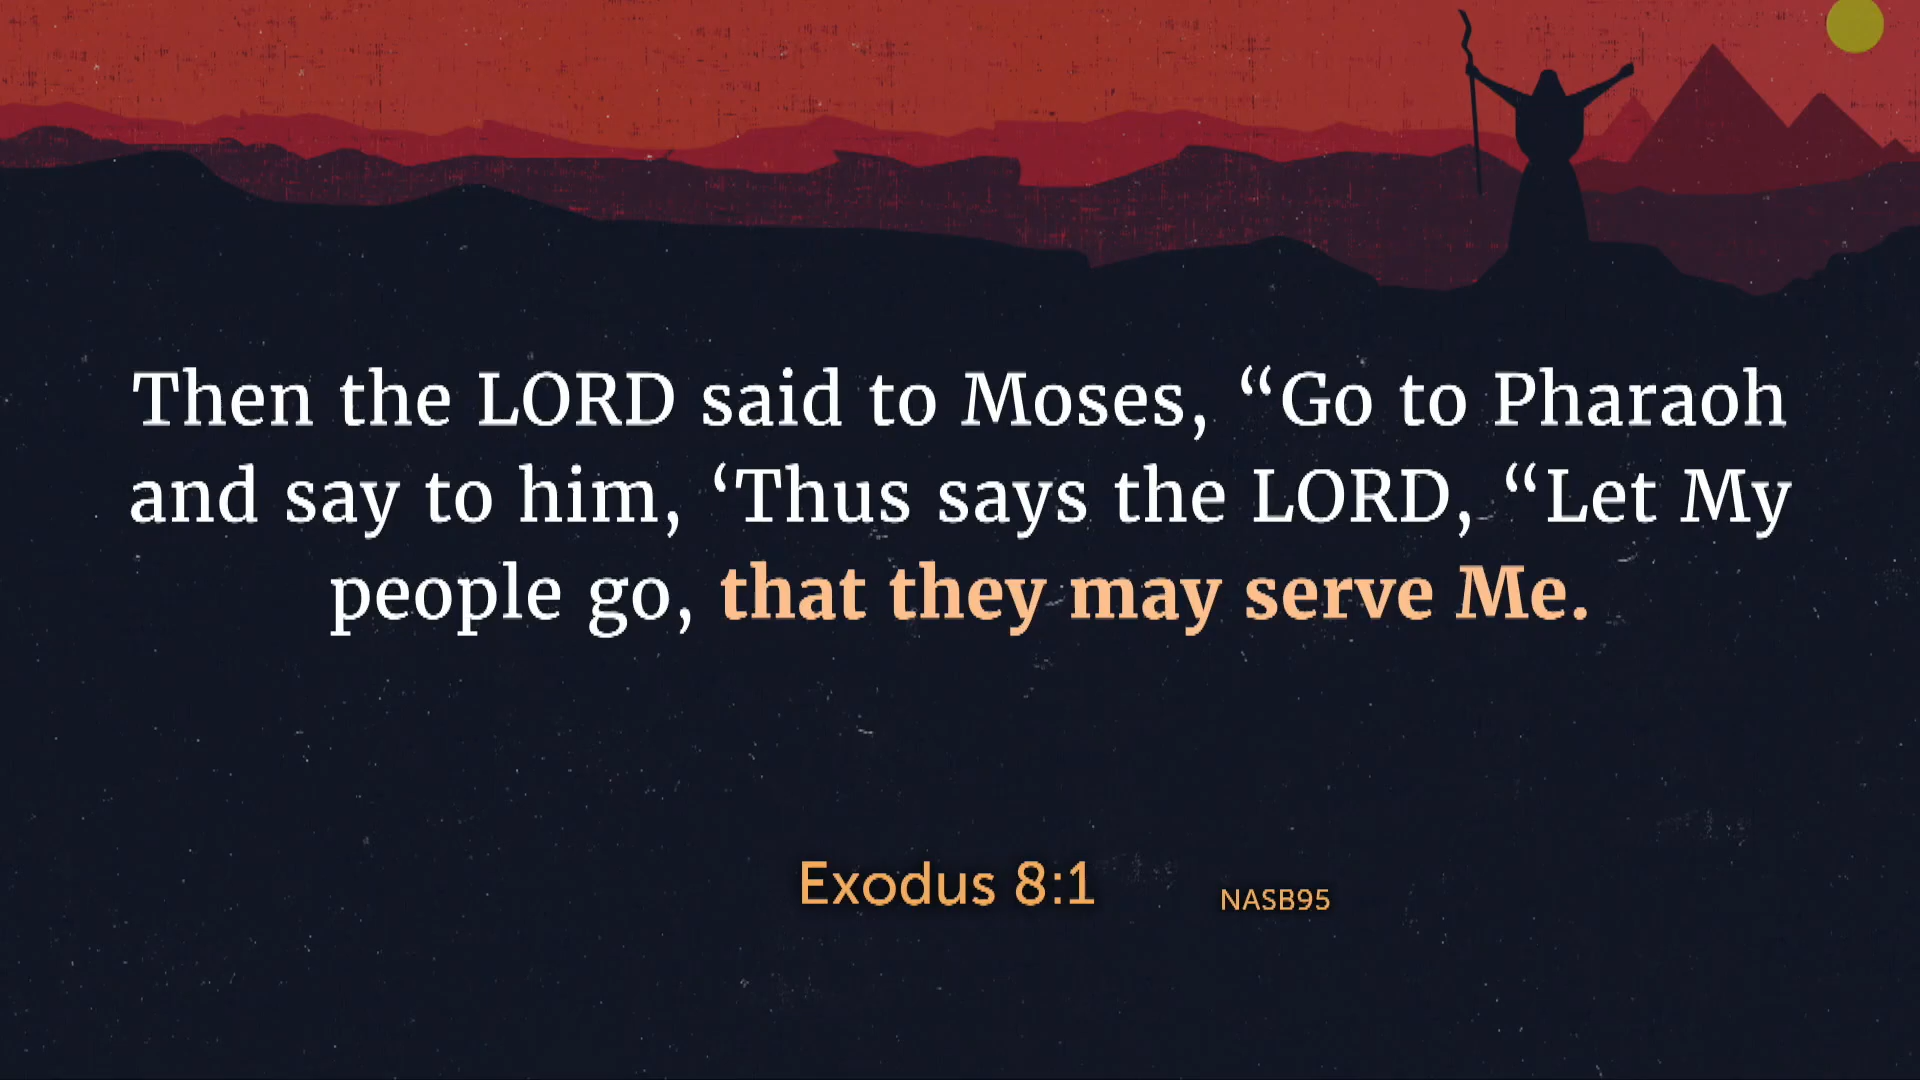 Then the LORD said to Moses, “Go to Pharaoh
and say to him, ‘Thus says the LORD, “Let My
people go, that they may serve Me.
Exodus 8:1 NASB95